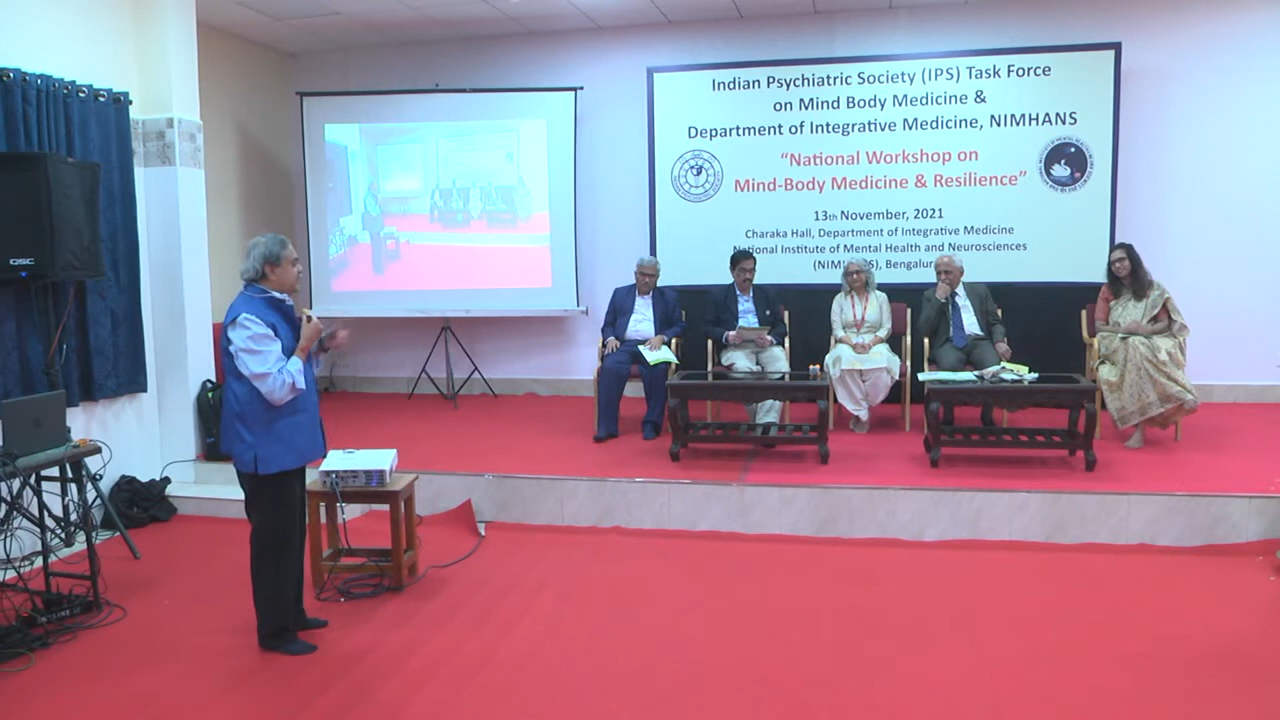 Indian Psychiatric Society (IPS) Task Force
on Mind Body Medicine &
Department of Integrative Medicine, NIMHANS
“National Workshop on
Mind-Body Medicine & Resilience”
13th November, 2021
Charaka Hall, Department of Integrative Medicine
National Institute of Mental Health and Neurosciences
Bengaluru
QSC